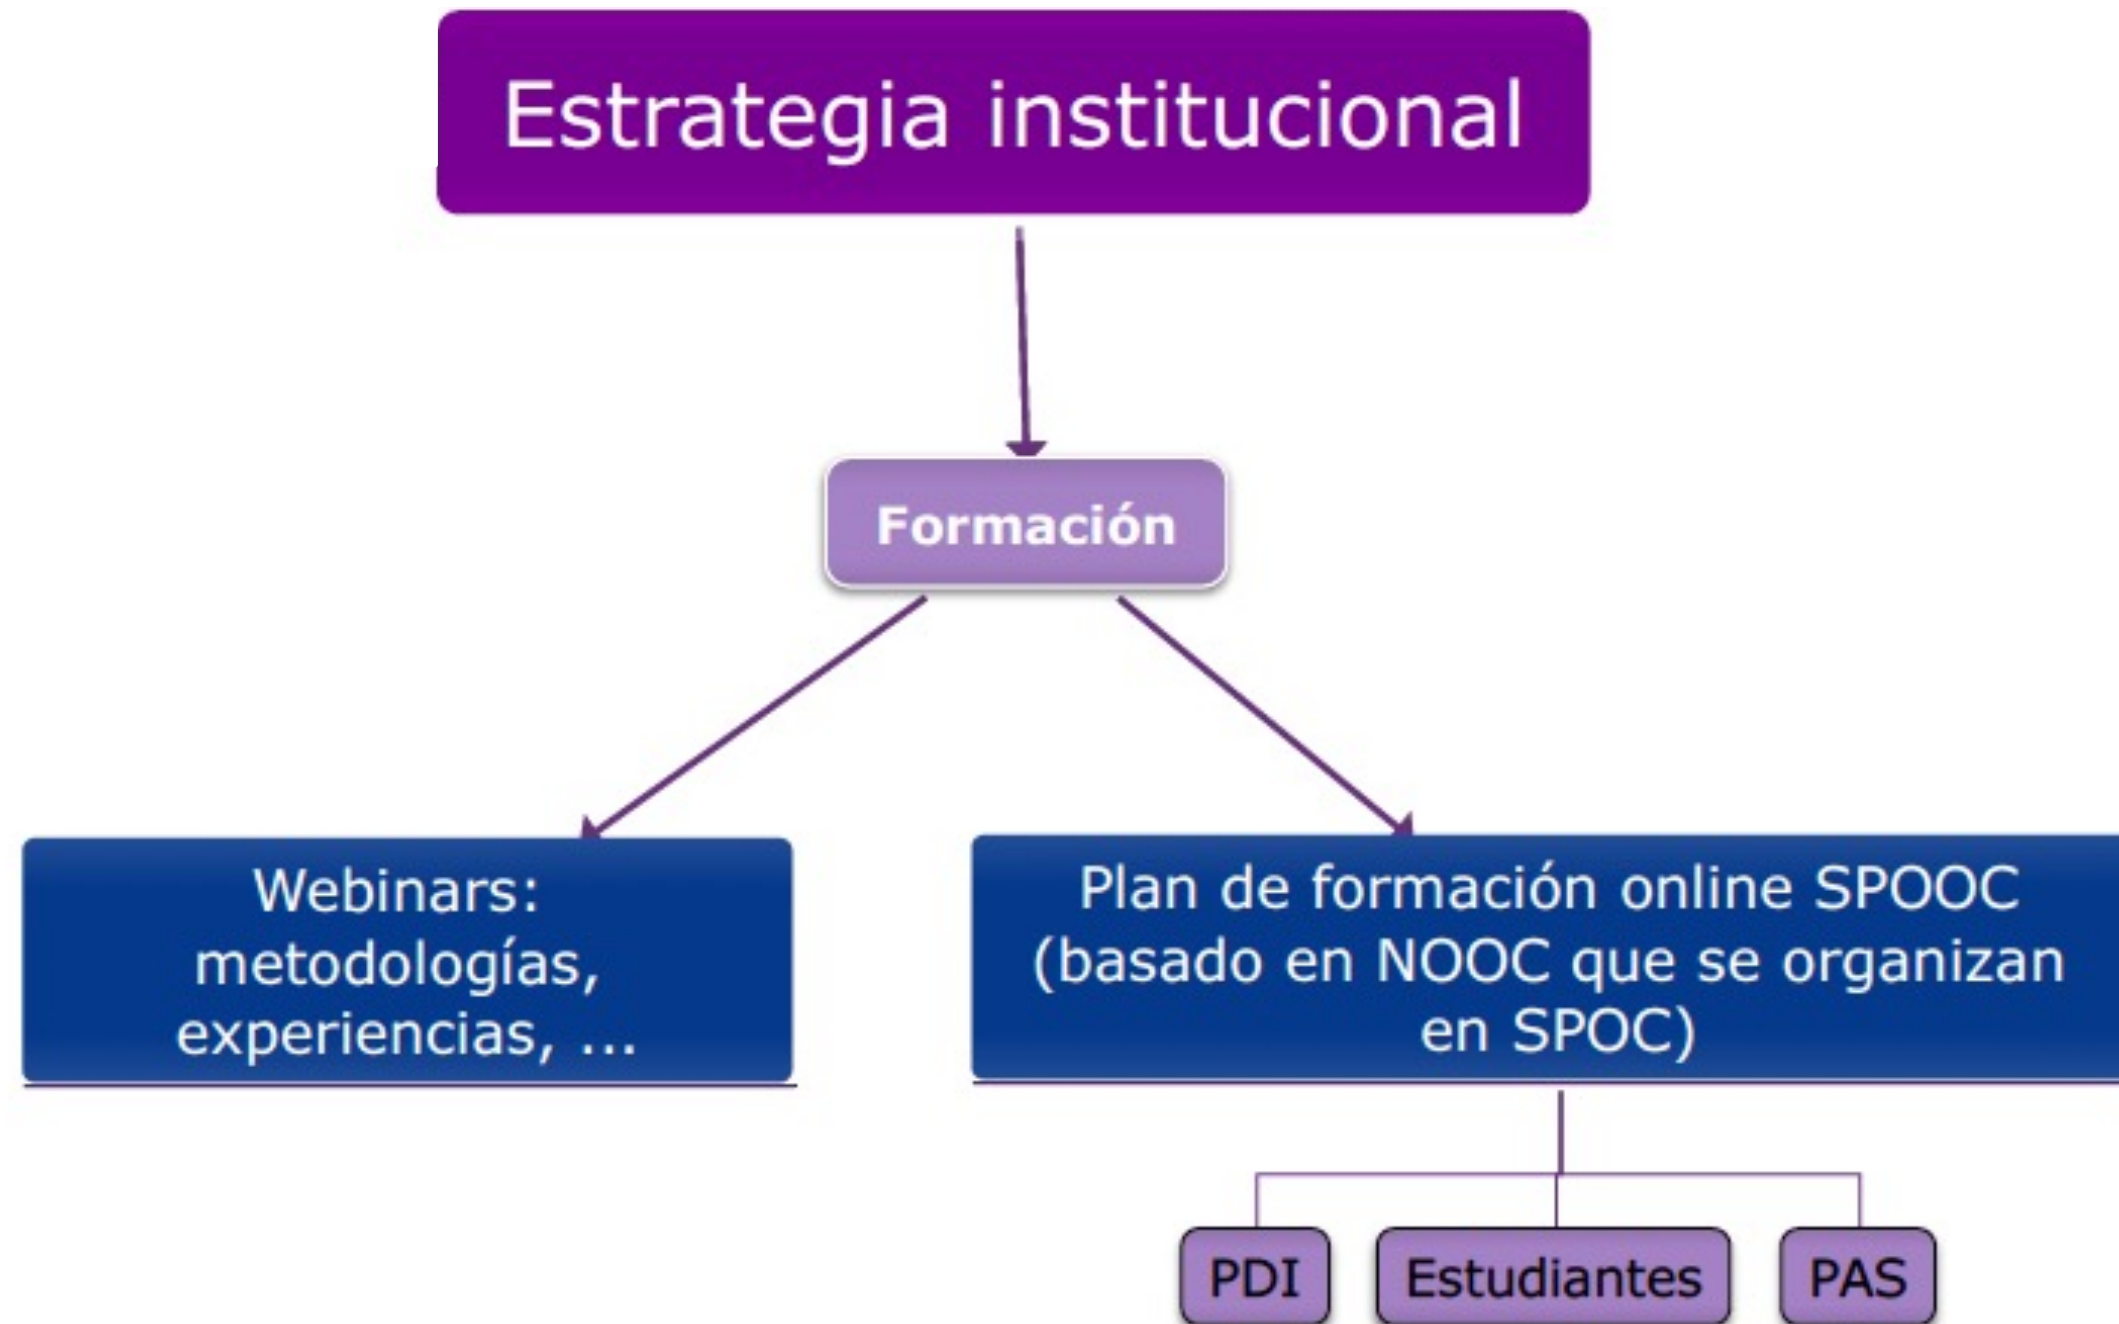 Estrategia institucional
Formación
Webinars:
metodologías,
experiencias, ...
Plan de formación online SPOOC
(basado en NOOC que se organizan
en SPOC)
PDI
Estudiantes
PAS